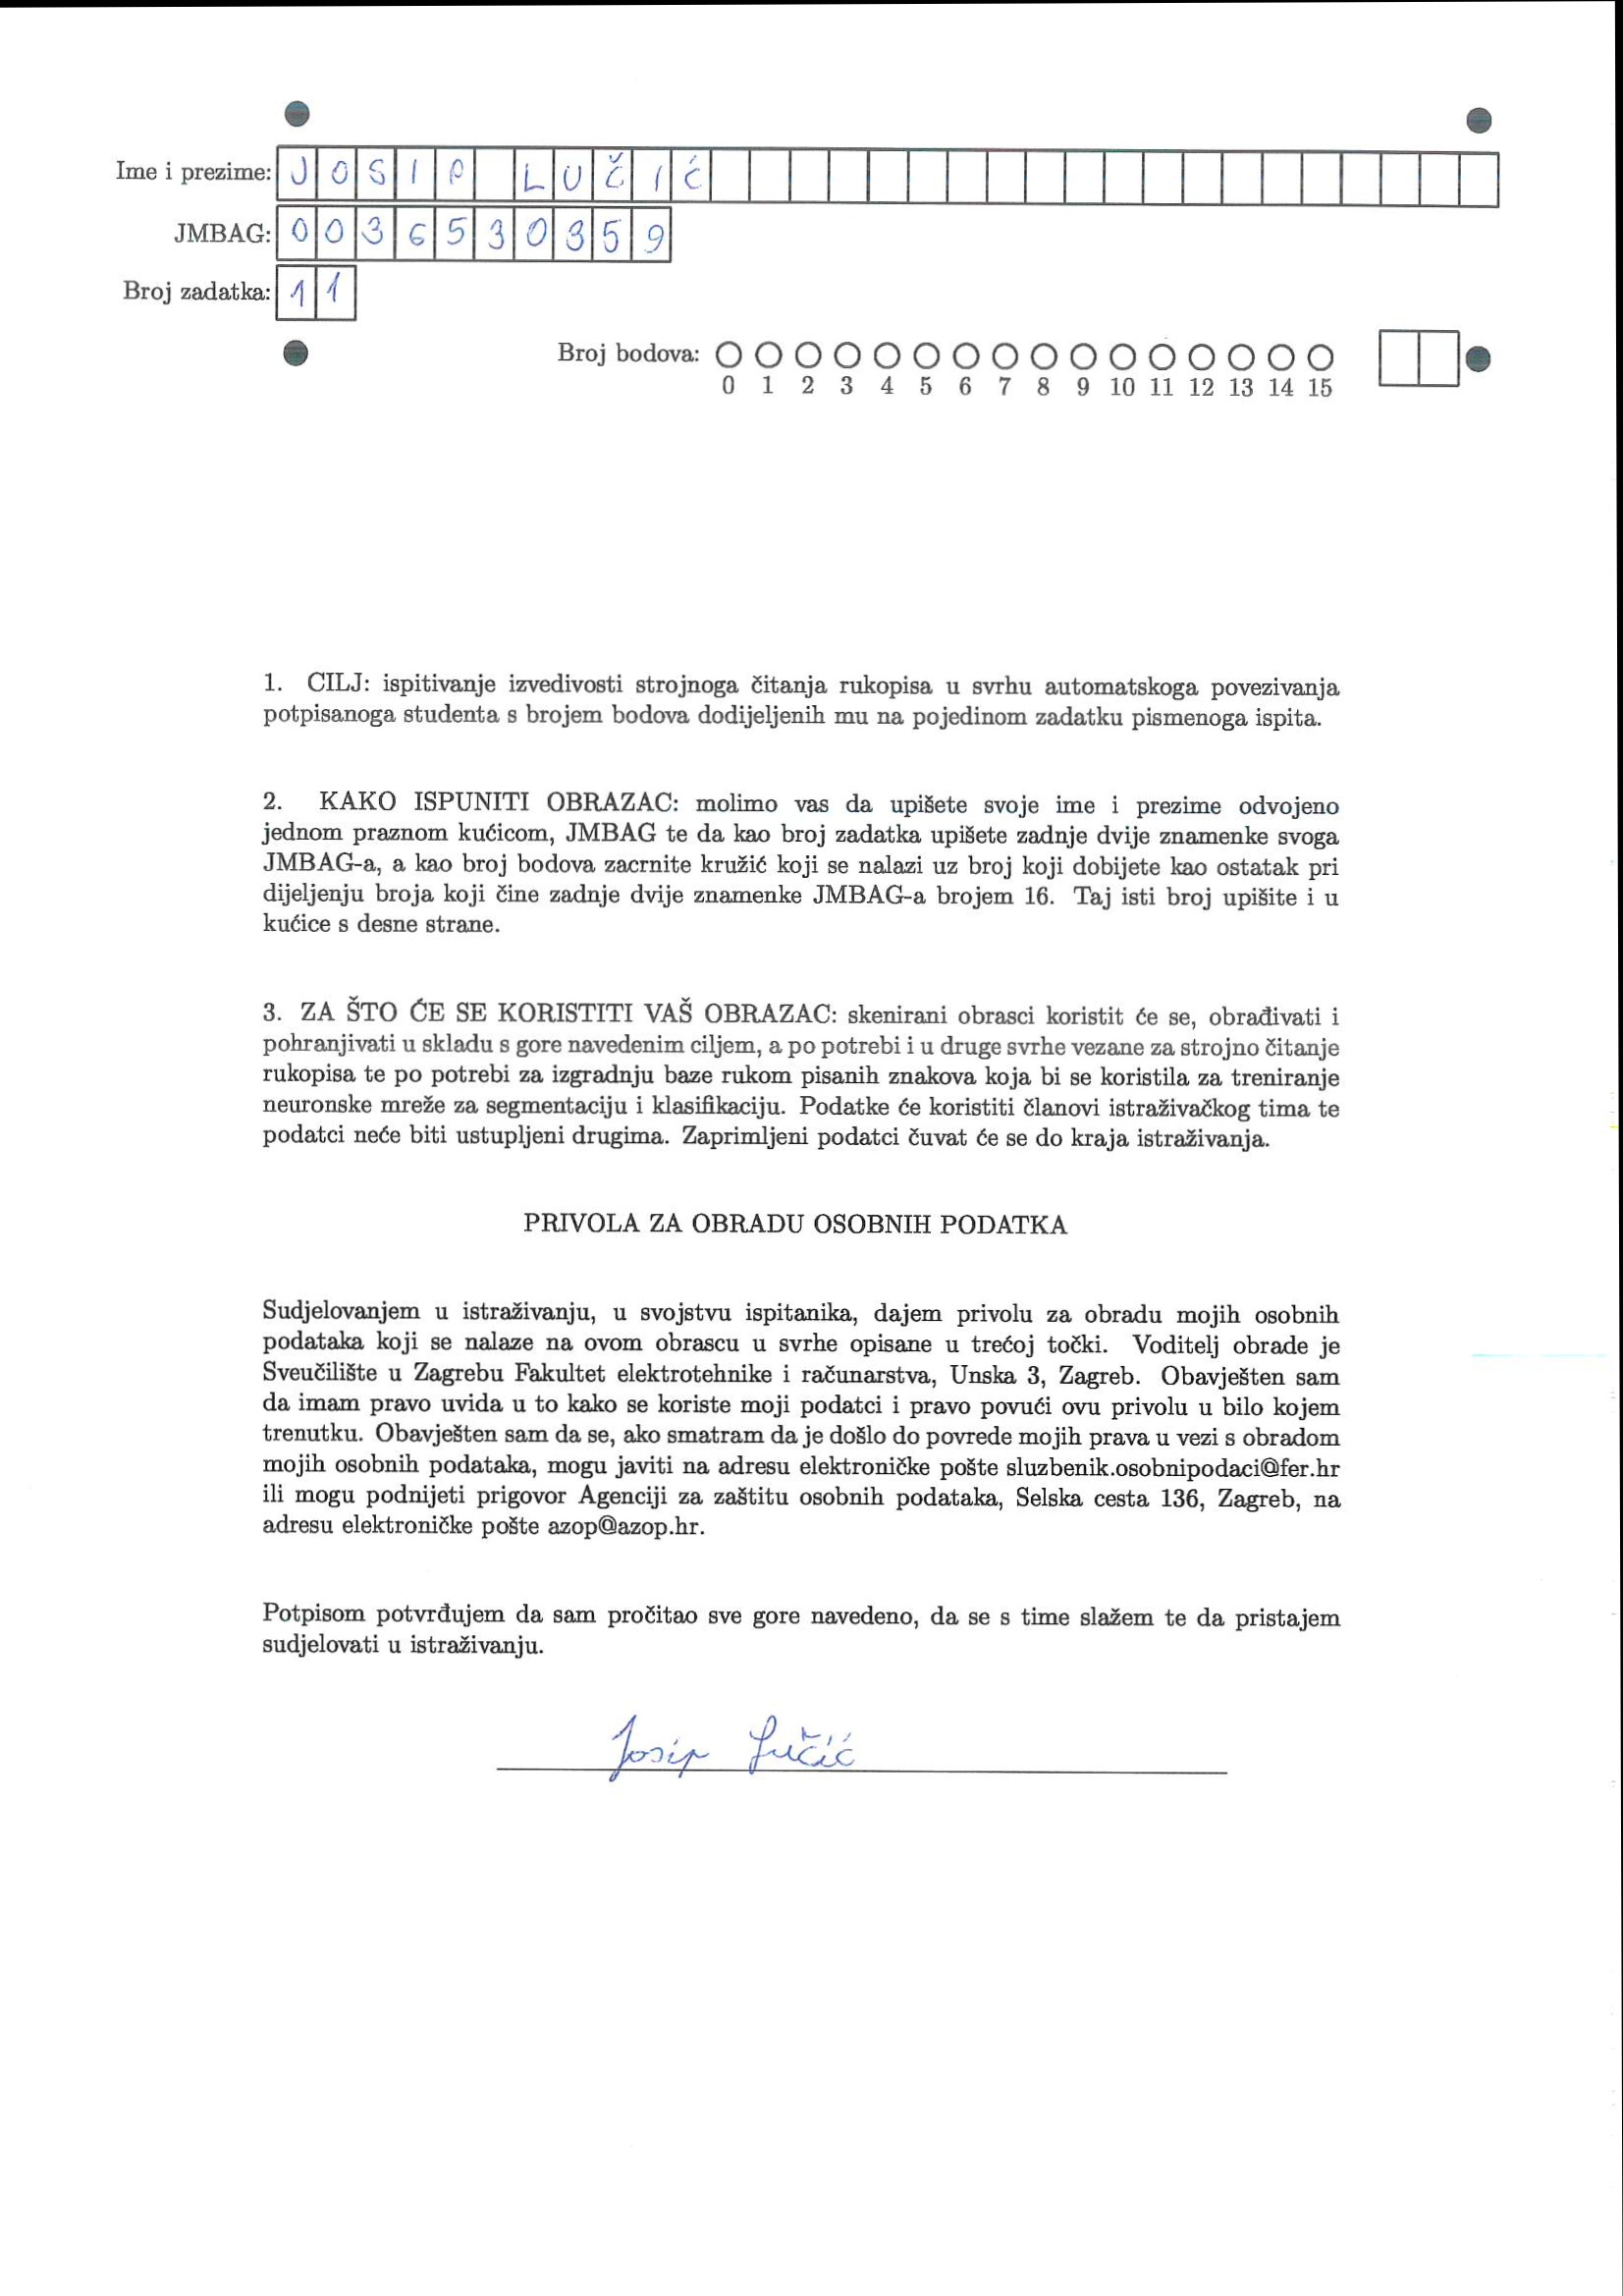 Ime i prezime: JOSIP LUČIĆ
JMBAG: 0036530359
Broj zadatka: 11
Broj bodova:
0 1 2 3 4 5 6 7 8 9 10 11 12 13 14 15
1. CILJ: ispitivanje izvedivosti strojnoga čitanja rukopisa u svrhu automatskoga povezivanja
potpisanoga studenta s brojem bodova dodijeljenih mu na pojedinom zadatku pismenoga ispita.
2. KAKO ISPUNITI OBRAZAC: molimo vas da upišete svoje ime i prezime odvojeno
jednom praznom kućicom, JMBAG te da kao broj zadatka upišete zadnje dvije znamenke svoga
JMBAG-a, a kao broj bodova zacrnite kružić koji se nalazi uz broj koji dobijete kao ostatak pri
dijeljenju broja koji čine zadnje dvije znamenke JMBAG-a brojem 16. Taj isti broj upišite i u
kućice s desne strane.
3. ZA ŠTO ĆE SE KORISTITI VAŠ OBRAZAC: skenirani obrasci koristit će se, obrađivati i
pohranjivati u skladu s gore navedenim ciljem, a po potrebi i u druge svrhe vezane za strojno čitanje
rukopisa te po potrebi za izgradnju baze rukom pisanih znakova koja bi se koristila za treniranje
neuronske mreže za segmentaciju i klasifikaciju. Podatke će koristiti članovi istraživačkog tima te
podatci neće biti ustupljeni drugima. Zaprimljeni podatci čuvat će se do kraja istraživanja.
PRIVOLA ZA OBRADU OSOBNIH PODATKA
Sudjelovanjem u istraživanju, u svojstvu ispitanika, dajem privolu za obradu mojih osobnih
podataka koji se nalaze na ovom obrascu u svrhe opisane u trećoj točki. Voditelj obrade je
Sveučilište u Zagrebu Fakultet elektrotehnike i računarstva, Unska 3, Zagreb. Obavješten sam
da imam pravo uvida u to kako se koriste moji podatci i pravo povući ovu privolu u bilo kojem
trenutku. Obavješten sam da se, ako smatram da je došlo do povrede mojih prava u vezi s obradom
mojih osobnih podataka, mogu javiti na adresu elektroničke pošte sluzbenik.osobnipodaci@fer.hr
ili mogu podnijeti prigovor Agenciji za zaštitu osobnih podataka, Selska cesta 136, Zagreb, na
adresu elektroničke pošte azop@azop.hr.
Potpisom potvrđujem da sam pročitao sve gore navedeno, da se s time slažem te da pristajem
sudjelovati u istraživanju.
Josip Lučić